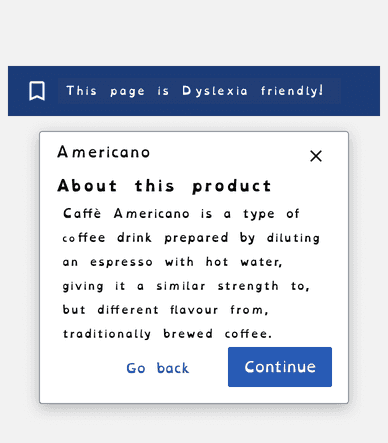 This page is Dyslexia friendly!
Americano
About this product
Caffè Americano is a type of
coffee drink prepared by diluting
an espresso with hot water,
giving it a similar strength to,
but different flavour from,
traditionally brewed coffee.
Go back
Continue